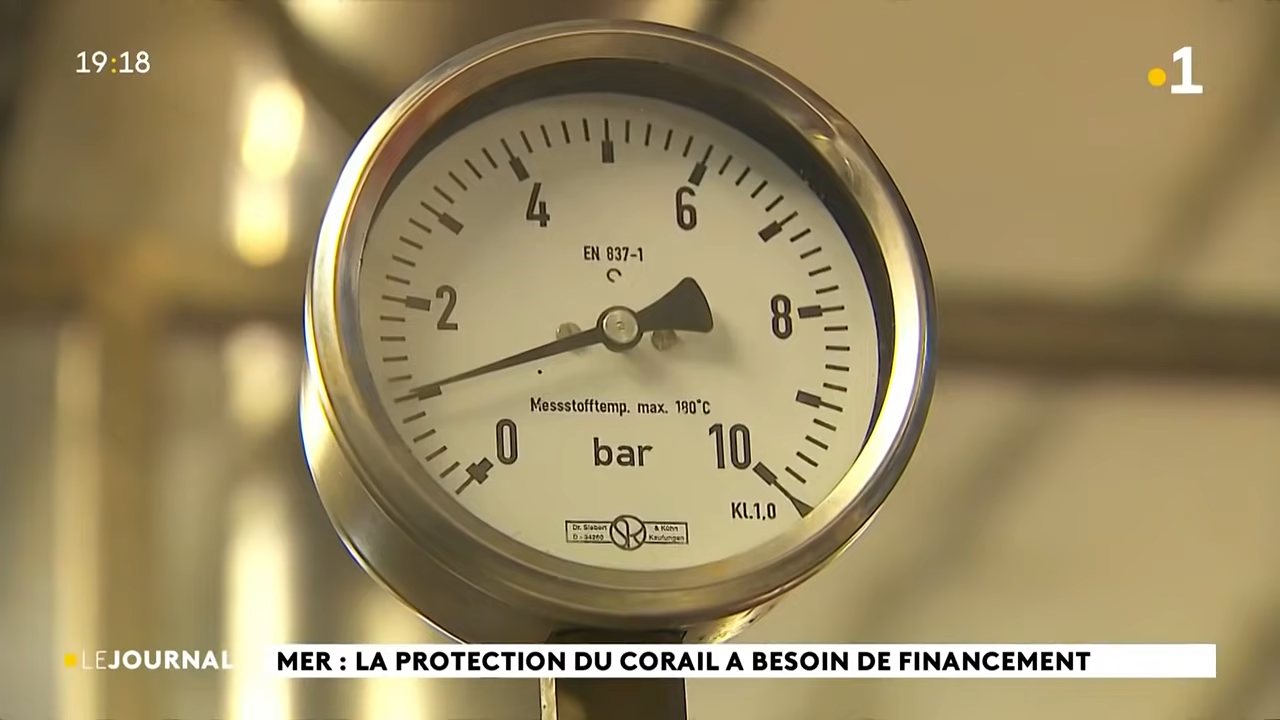 19:18
1
4
6
EN 837-1
2
8
Messstofftemp. max. 180°C
0
bar
10
Kl.1,0
Dr. Siebert & Kühn
D - 34260 Kaufungen
LEJOURNAL
MER : LA PROTECTION DU CORAIL A BESOIN DE FINANCEMENT